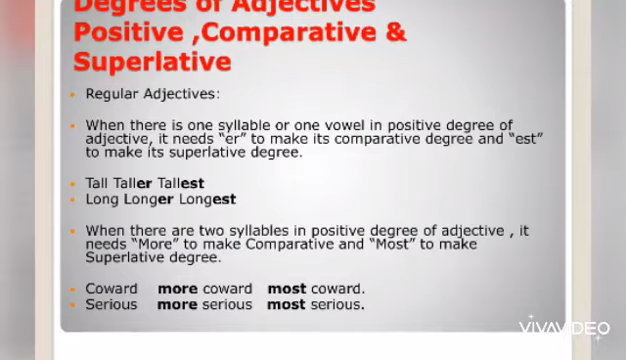 Degrees of Adjectives
Positive ,Comparative &
Superlative
Regular Adjectives:
When there is one syllable or one vowel in positive degree of
adjective, it needs "er" to make its comparative degree and "est"
to make its superlative degree.
Tall Taller Tallest
Long Longer Longest
When there are two syllables in positive degree of adjective , it
needs "More" to make Comparative and "Most" to make
Superlative degree.
Coward more coward most coward.
Serious more serious most serious.
VIVAVIDEO